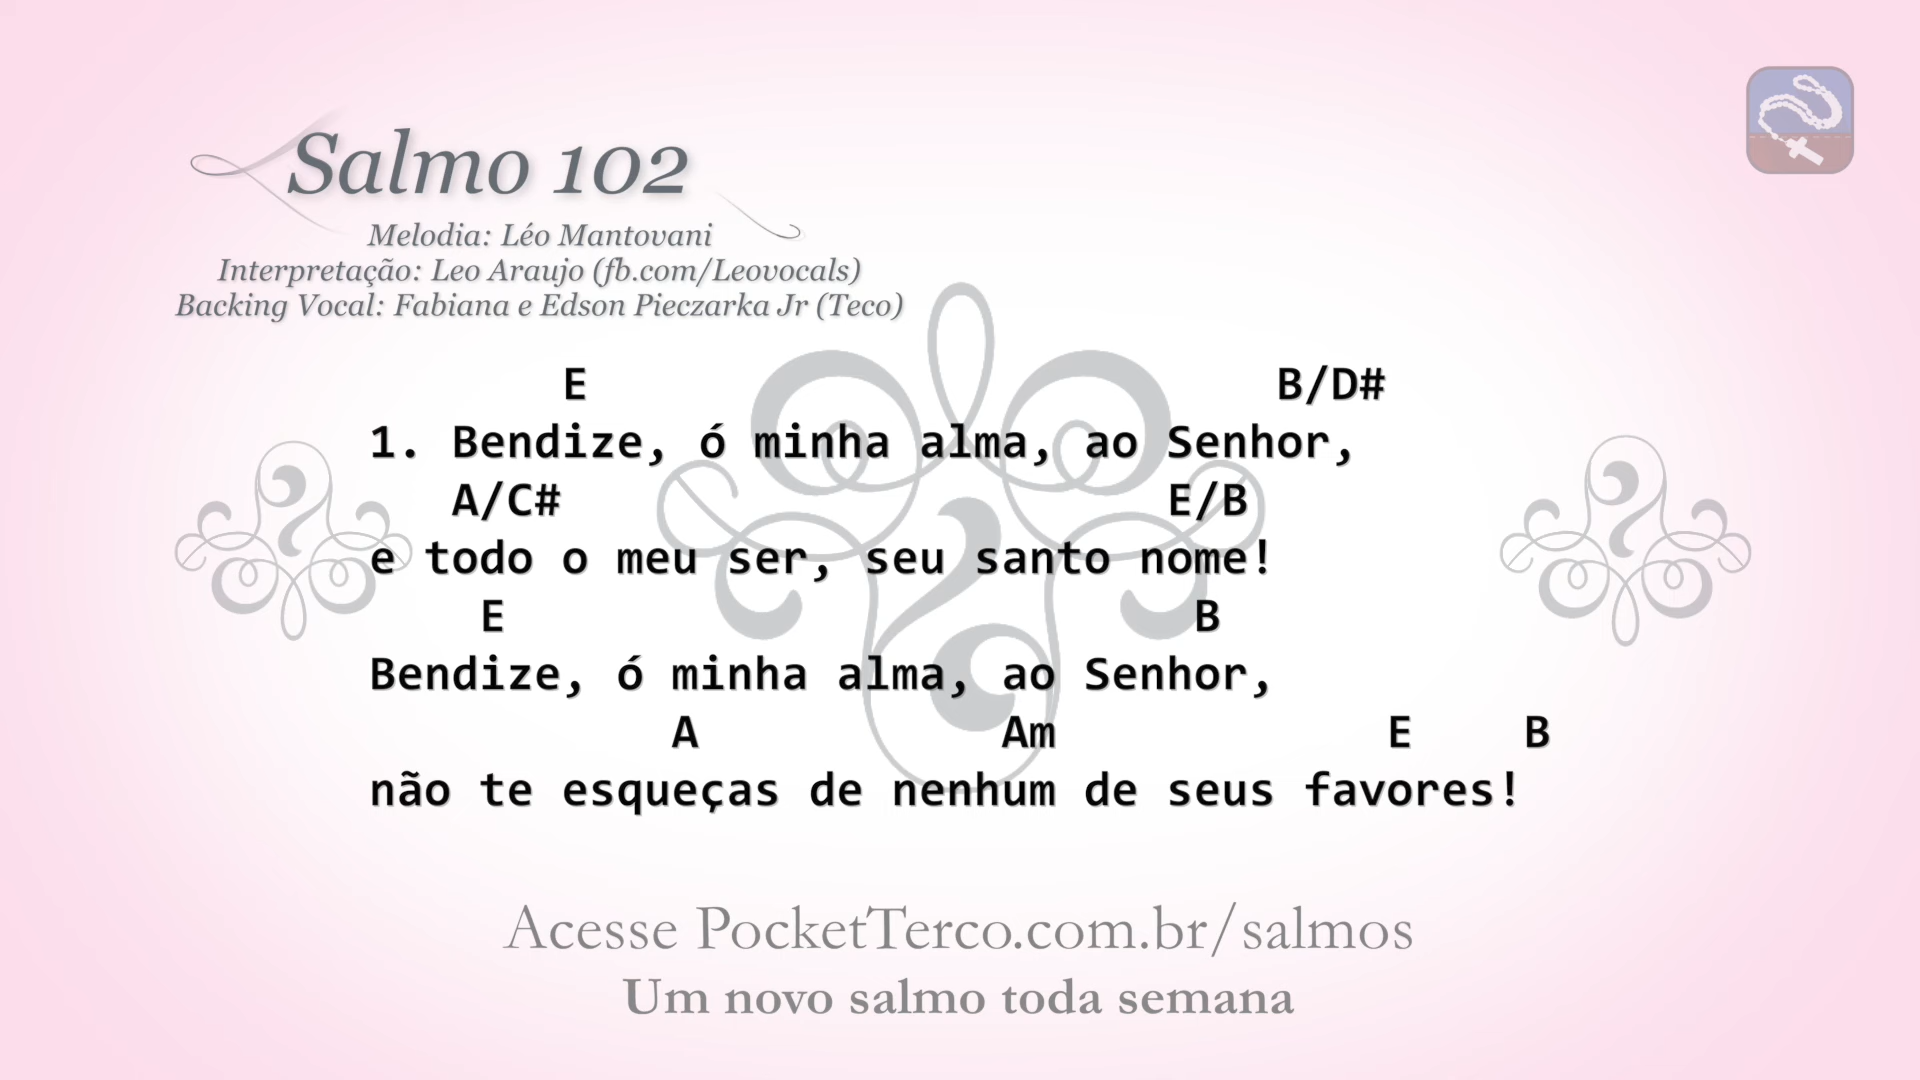 Salmo 102
Melodia: Léo Mantovani
Interpretação: Leo Araujo (fb.com/Leovocals)
Backing Vocal: Fabiana e Edson Pieczarka Jr (Teco)
E B/D#
1. Bendize, ó minha alma, ao Senhor,
A/C# E/B
e todo o meu ser, seu santo nome!
E B
Bendize, ó minha alma, ao Senhor,
A Am E B
não te esqueças de nenhum de seus favores!
Acesse PocketTerco.com.br/salmos
Um novo salmo toda semana